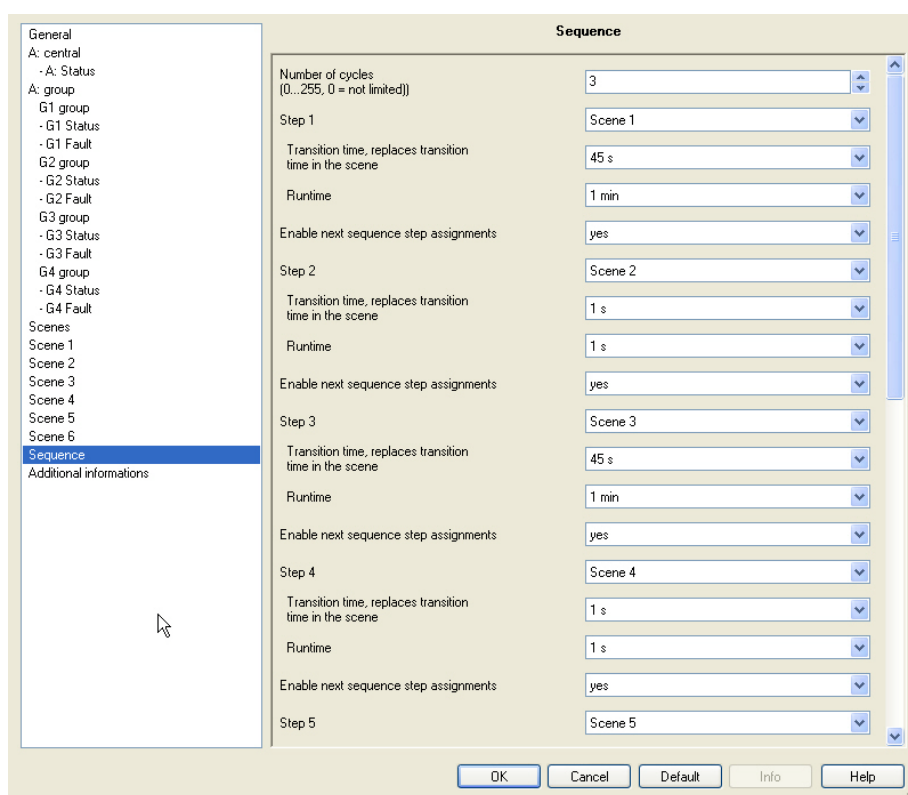 General
A: central
- A: Status
A: group
G1 group
- G1 Status
- G1 Fault
G2 group
- G2 Status
- G2 Fault
G3 group
- G3 Status
- G3 Fault
G4 group
- G4 Status
- G4 Fault
Scenes
Scene 1
Scene 2
Scene 3
Scene 4
Scene 5
Scene 6
Sequence
Additional informations
Sequence
Number of cycles
(0...255, 0 = not limited))
3
Step 1
Scene 1
Transition time, replaces transition
time in the scene
45 s
Runtime
1 min
Enable next sequence step assignments
yes
Step 2
Scene 2
Transition time, replaces transition
time in the scene
1 s
Runtime
1 s
Enable next sequence step assignments
yes
Step 3
Scene 3
Transition time, replaces transition
time in the scene
45 s
Runtime
1 min
Enable next sequence step assignments
yes
Step 4
Scene 4
Transition time, replaces transition
time in the scene
1 s
Runtime
1 s
Enable next sequence step assignments
yes
Step 5
Scene 5
OK
Cancel
Default
Info
Help